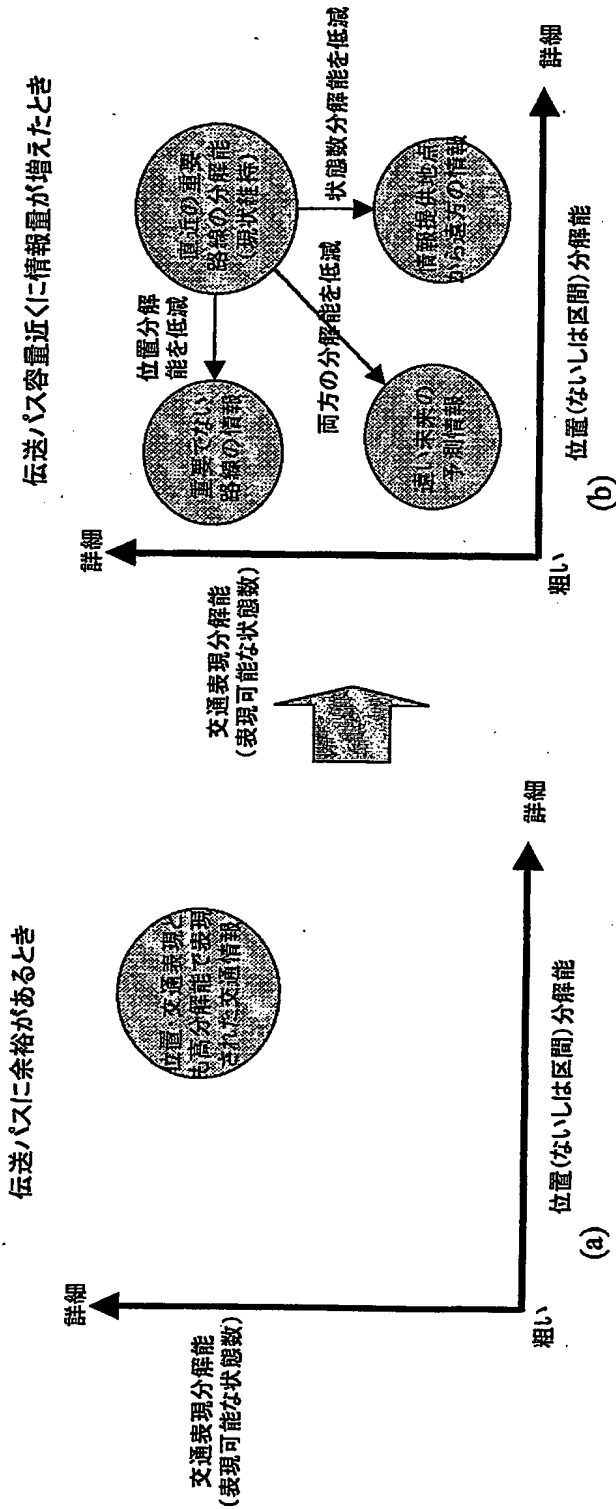 伝送パスに余裕があるとき
詳細
交通表現分解能
(表現可能な状態数)
位置・交通表現と
も高分解能で表現
された交通情報
粗い
位置(ないしは区間)分解能
詳細
(a)
伝送パス容量近くに情報量が増えたとき
詳細
交通表現分解能
(表現可能な状態数)
重要でない
路線の情報
位置分解
能を低減
直近の重要
路線の分解能
(現状維持)
両方の分解能を低減
状態数分解能を低減
遠い未来の
予測情報
情報提供地点
から遠方の情報
粗い
位置(ないしは区間)分解能
詳細
(b)